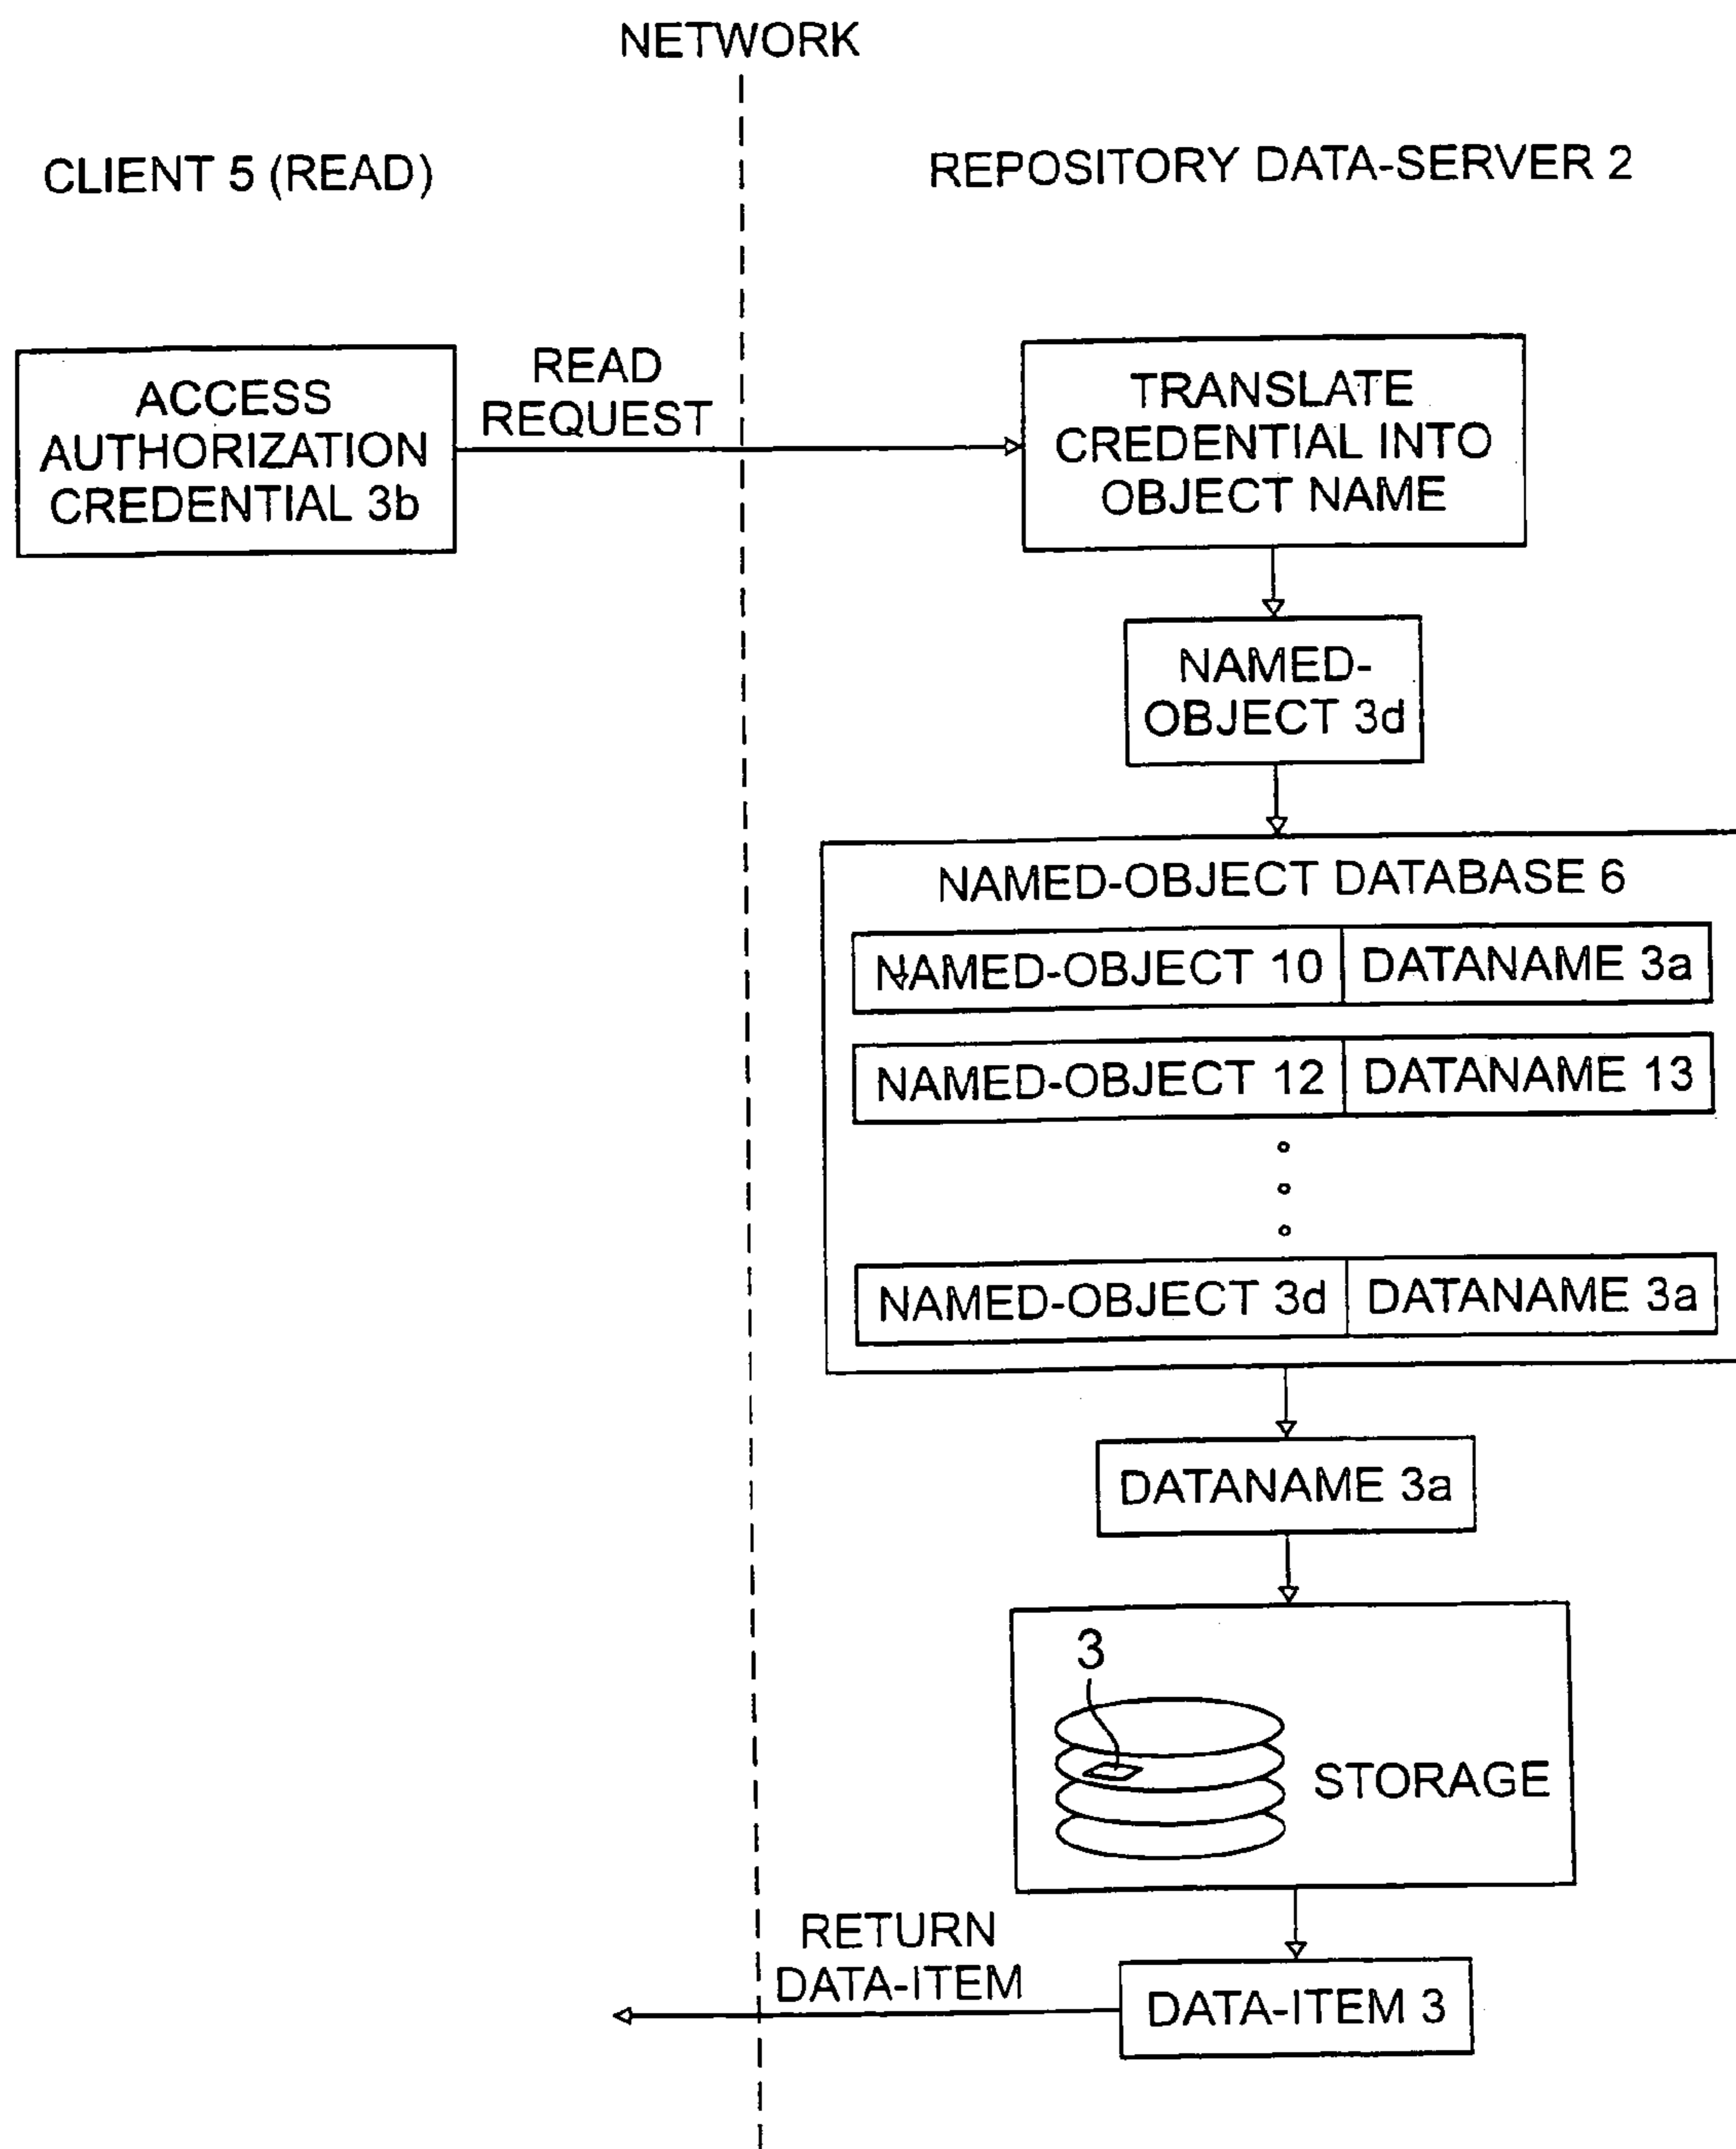 NETWORK
CLIENT 5 (READ)
REPOSITORY DATA-SERVER 2
ACCESS
AUTHORIZATION
CREDENTIAL 3b
READ
REQUEST
TRANSLATE
CREDENTIAL INTO
OBJECT NAME
NAMED-
OBJECT 3d
NAMED-OBJECT DATABASE 6
NAMED-OBJECT 10 DATANAME 3a
NAMED-OBJECT 12 DATANAME 13
NAMED-OBJECT 3d DATANAME 3a
DATANAME 3a
3
STORAGE
RETURN
DATA-ITEM
DATA-ITEM 3